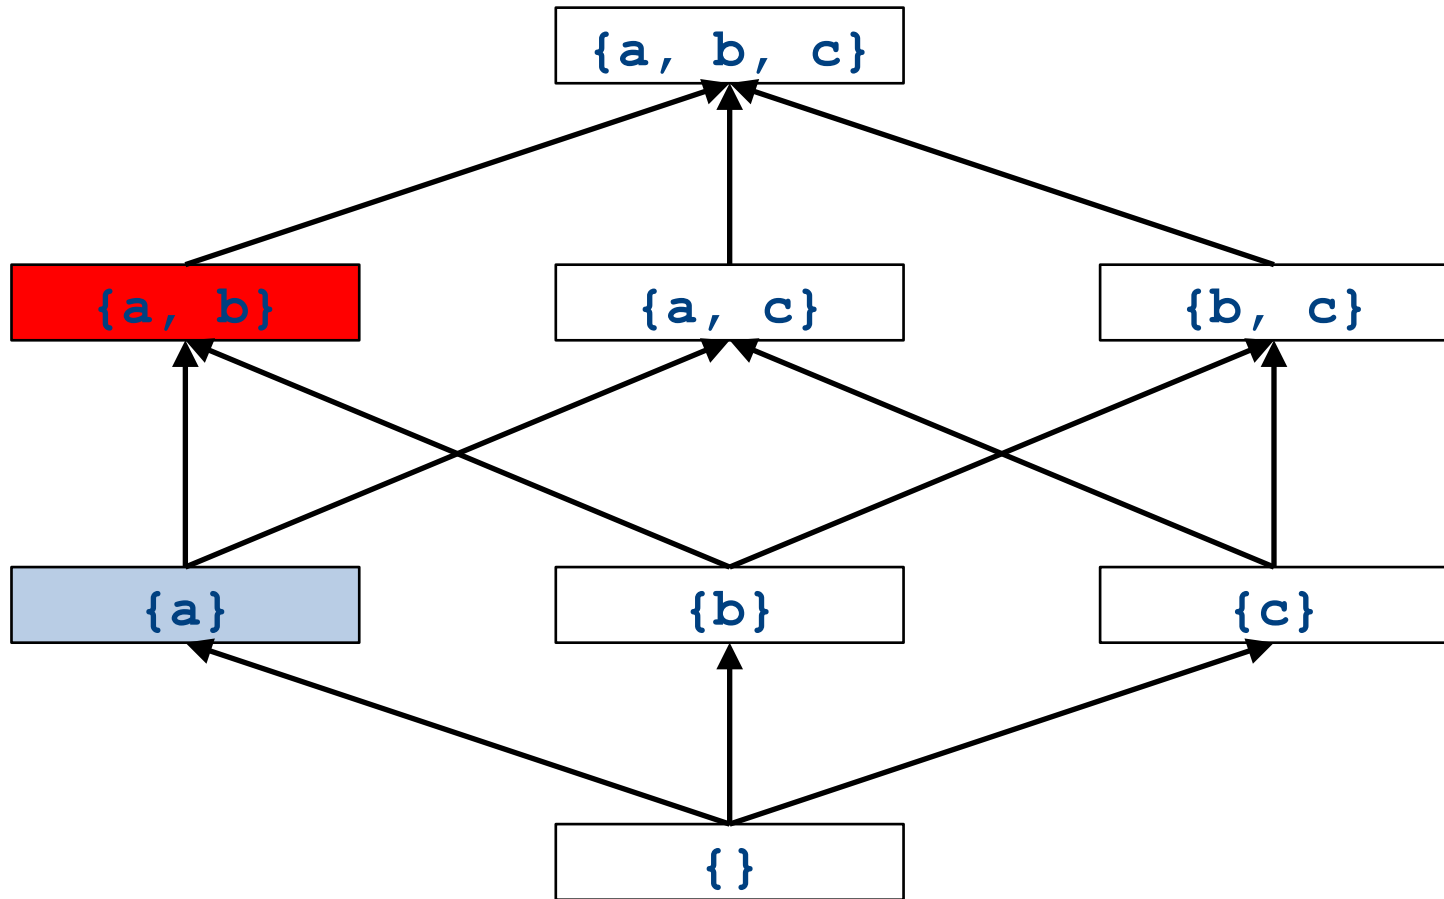 {a, b, c}
{a, b}
{a, c}
{b, c}
{a}
{b}
{c}
{}